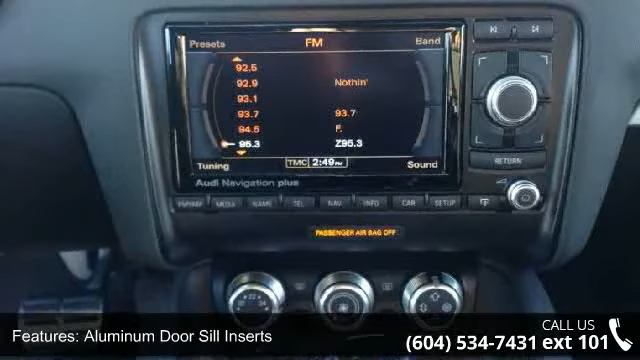 Presets FM Band
92.5
92.9 Nothin'
93.1
93.7 93.7
94.5 F.
95.3 Z95.3
Tuning TMC 2:49 PM Sound
Audi Navigation plus
RETURN
FM/AM MEDIA NAME TEL NAV INFO CAR SETUP
PASSENGER AIR BAG OFF
22
Features: Aluminum Door Sill Inserts
CALL US
(604) 534-7431 ext 101